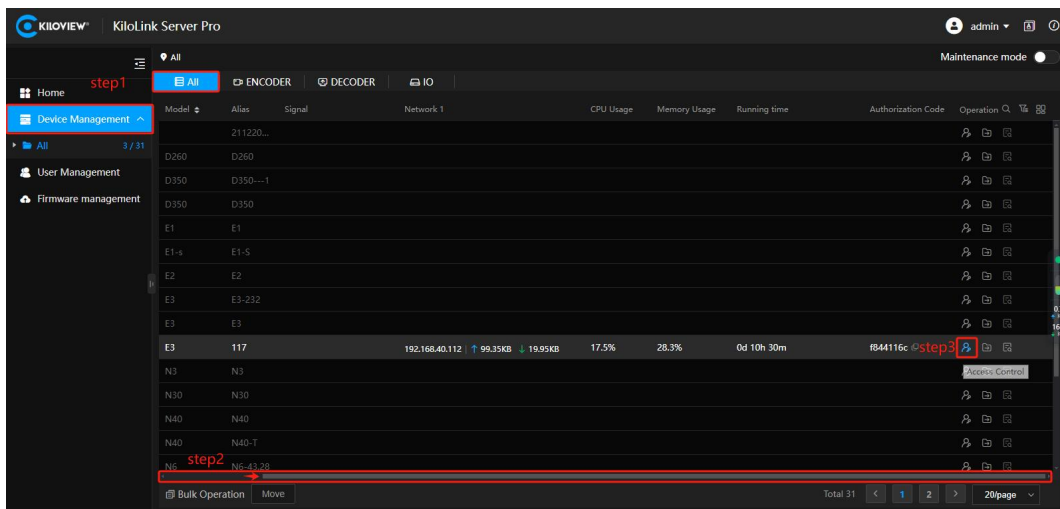 KILOVIEW® KiloLink Server Pro admin
All Maintenance mode
step1
All ENCODER DECODER IO
Home
Device Management
All 3 / 31
User Management
Firmware management
Model Alias Signal Network 1 CPU Usage Memory Usage Running time Authorization Code Operation
211220...
D260 D260
D350 D350---1
D350 D350
E1 E1
E1-s E1-S
E2 E2
E3 E3-232
E3 E3
E3 117 192.168.40.112 | ↑ 99.35KB ↓ 19.95KB 17.5% 28.3% 0d 10h 30m f844116c step3
N3 N3 Access Control
N30 N30
N40 N40
N40 N40-T
N6 N6-43.28
step2
Bulk Operation Move Total 31 < 1 2 > 20/page